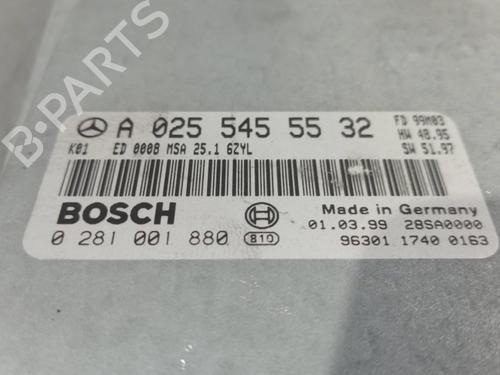 B-PARTS
A 025 545 55 32
FD 99M03
HW 48.95
K01 ED 0008 MSA 25.1 6ZYL
SW 51.97
BOSCH
Made in Germany
0 281 001 880 B10
01.03.99 28SA0000
96301 1740 0163